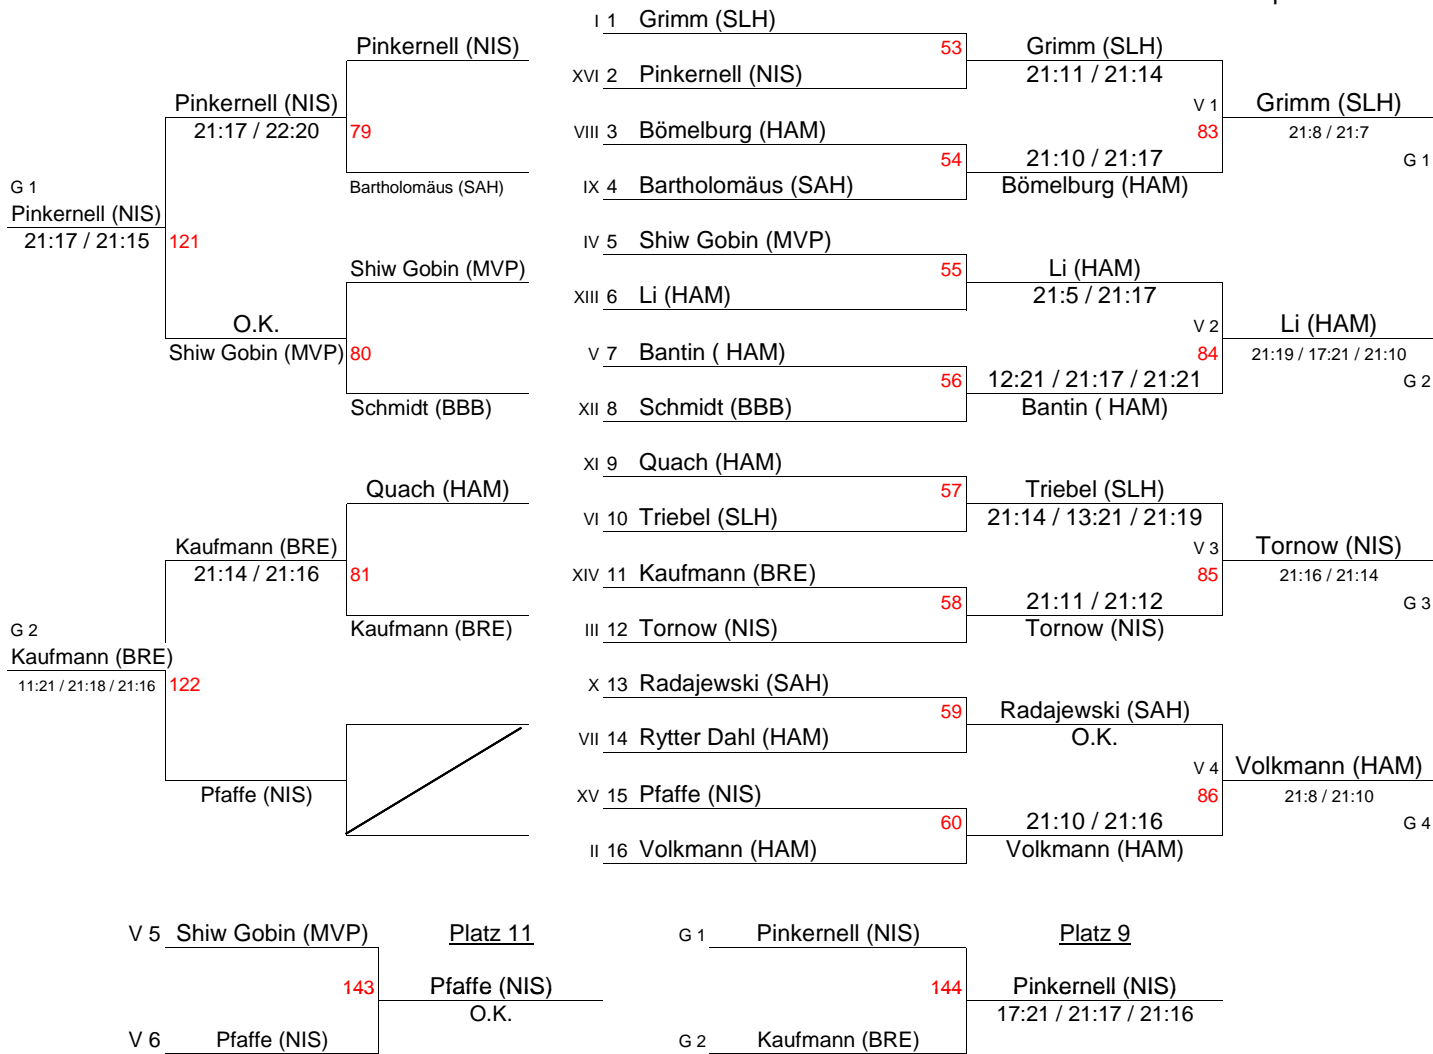 I 1 Grimm (SLH)
Pinkernell (NIS) 53 Grimm (SLH)
XVI 2 Pinkernell (NIS) 21:11 / 21:14
Pinkernell (NIS) V 1 Grimm (SLH)
21:17 / 22:20 79 VIII 3 Bömelburg (HAM) 83 21:8 / 21:7
54 21:10 / 21:17 G 1
G 1 Bartholomäus (SAH) IX 4 Bartholomäus (SAH) Bömelburg (HAM)
Pinkernell (NIS)
21:17 / 21:15 121 IV 5 Shiw Gobin (MVP)
Shiw Gobin (MVP) 55 Li (HAM)
XIII 6 Li (HAM) 21:5 / 21:17
O.K. V 2 Li (HAM)
Shiw Gobin (MVP) 80 V 7 Bantin ( HAM) 84 21:19 / 17:21 / 21:10
56 12:21 / 21:17 / 21:21 G 2
Schmidt (BBB) XII 8 Schmidt (BBB) Bantin ( HAM)
XI 9 Quach (HAM)
Quach (HAM) 57 Triebel (SLH)
VI 10 Triebel (SLH) 21:14 / 13:21 / 21:19
Kaufmann (BRE) V 3 Tornow (NIS)
21:14 / 21:16 81 XIV 11 Kaufmann (BRE) 85 21:16 / 21:14
58 21:11 / 21:12 G 3
G 2 Kaufmann (BRE) III 12 Tornow (NIS) Tornow (NIS)
Kaufmann (BRE)
11:21 / 21:18 / 21:16 122 X 13 Radajewski (SAH)
59 Radajewski (SAH)
VII 14 Rytter Dahl (HAM) O.K.
V 4 Volkmann (HAM)
Pfaffe (NIS) XV 15 Pfaffe (NIS) 86 21:8 / 21:10
60 21:10 / 21:16 G 4
II 16 Volkmann (HAM) Volkmann (HAM)
V 5 Shiw Gobin (MVP) Platz 11 G 1 Pinkernell (NIS) Platz 9
143 Pfaffe (NIS) 144 Pinkernell (NIS)
O.K. 17:21 / 21:17 / 21:16
V 6 Pfaffe (NIS) G 2 Kaufmann (BRE)